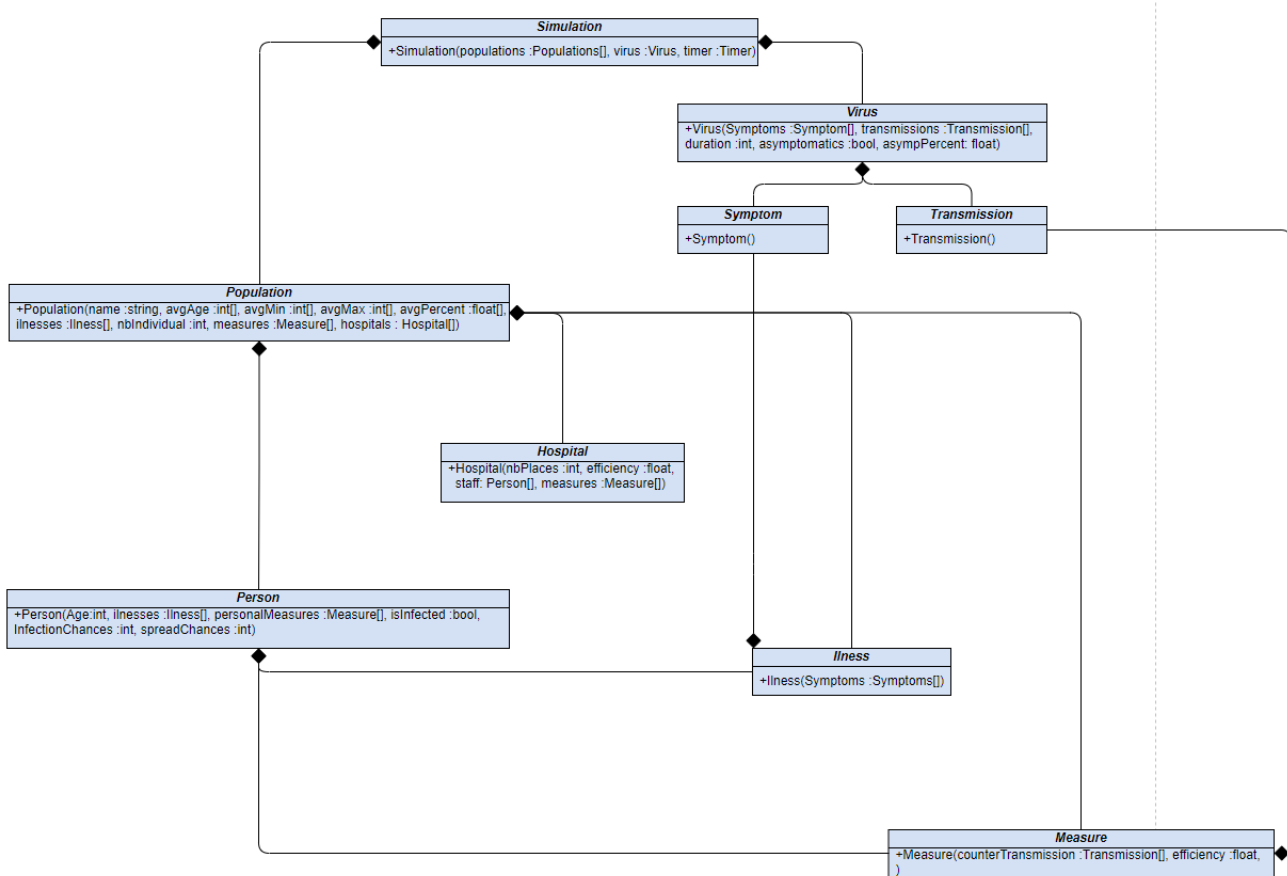 Simulation
+Simulation(populations :Populations[], virus :Virus, timer :Timer)
Virus
+Virus(Symptoms :Symptom[], transmissions :Transmission[],
duration :int, asymptomatics :bool, asympPercent: float)
Symptom
+Symptom()
Transmission
+Transmission()
Population
+Population(name :string, avgAge :int[], avgMin :int[], avgMax :int[], avgPercent :float[],
ilnesses :Ilness[], nbIndividual :int, measures :Measure[], hospitals : Hospital[])
Hospital
+Hospital(nbPlaces :int, efficiency :float,
staff: Person[], measures :Measure[])
Person
+Person(Age:int, ilnesses :Ilness[], personalMeasures :Measure[], isInfected :bool,
InfectionChances :int, spreadChances :int)
Ilness
+Ilness(Symptoms :Symptoms[])
Measure
+Measure(counterTransmission :Transmission[], efficiency :float,
)